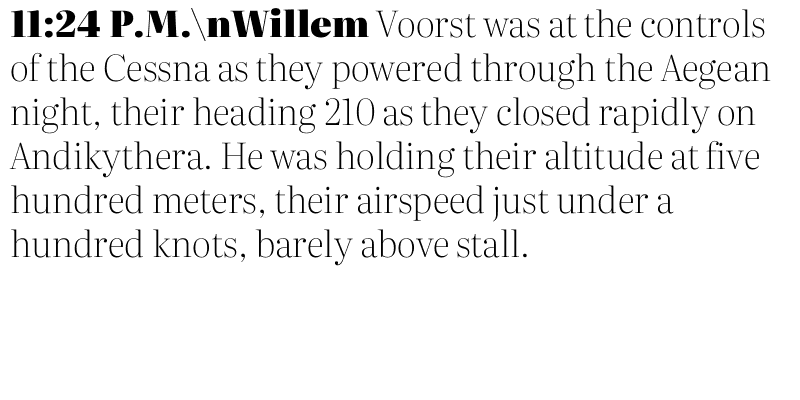 11:24 P.M.\nWillem Voorst was at the controls
of the Cessna as they powered through the Aegean
night, their heading 210 as they closed rapidly on
Andikythera. He was holding their altitude at five
hundred meters, their airspeed just under a
hundred knots, barely above stall.